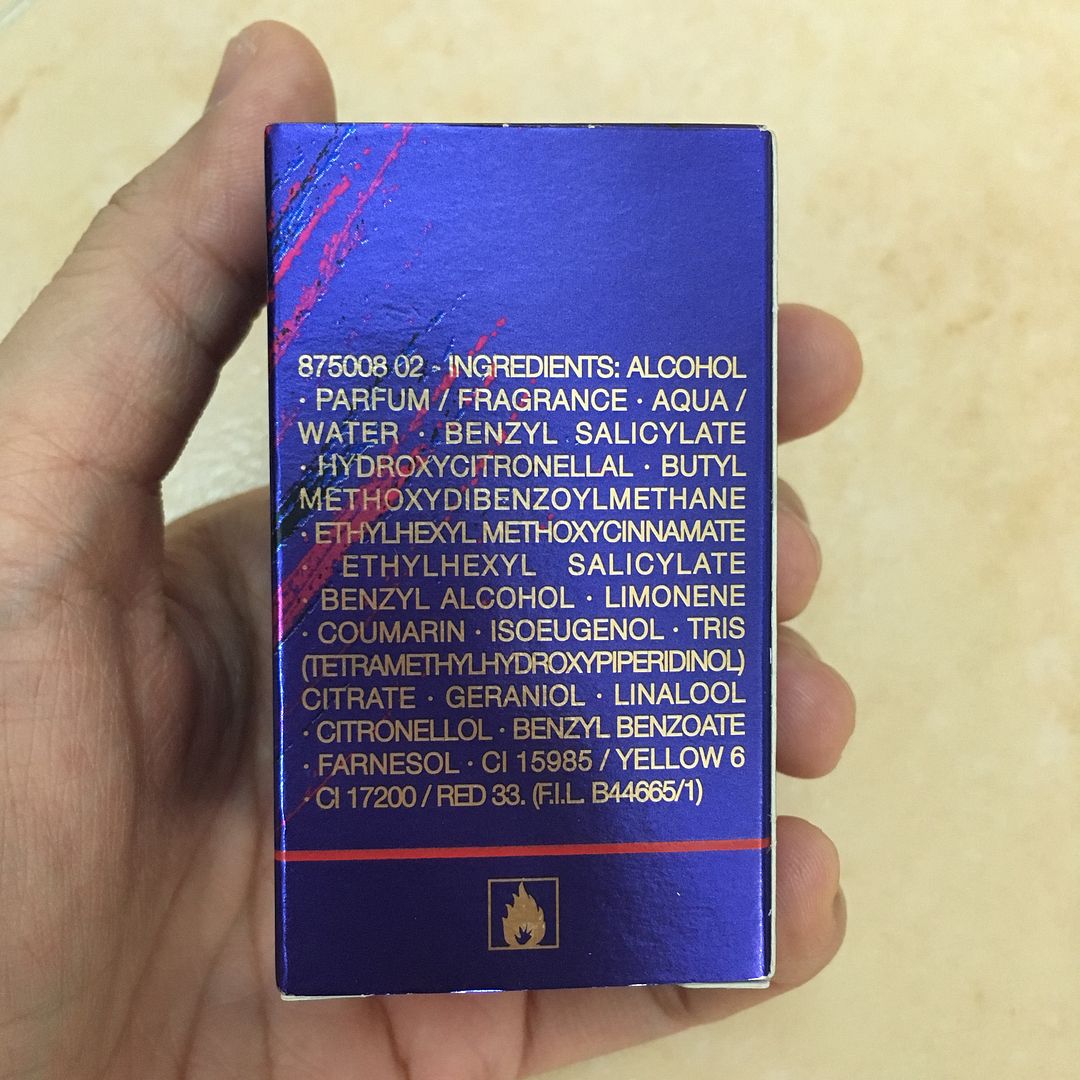 875008 02 - INGREDIENTS: ALCOHOL
· PARFUM / FRAGRANCE · AQUA /
WATER · BENZYL SALICYLATE
· HYDROXYCITRONELLAL · BUTYL
METHOXYDIBENZOYLMETHANE
· ETHYLHEXYL METHOXYCINNAMATE
· ETHYLHEXYL SALICYLATE
BENZYL ALCOHOL · LIMONENE
· COUMARIN · ISOEUGENOL · TRIS
(TETRAMETHYLHYDROXYPIPERIDINOL)
CITRATE · GERANIOL · LINALOOL
· CITRONELLOL · BENZYL BENZOATE
· FARNESOL · CI 15985 / YELLOW 6
· CI 17200 / RED 33. (F.I.L. B44665/1)